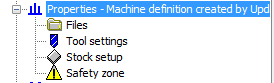 Properties - Machine definition created by Upd
Files
Tool settings
Stock setup
Safety zone